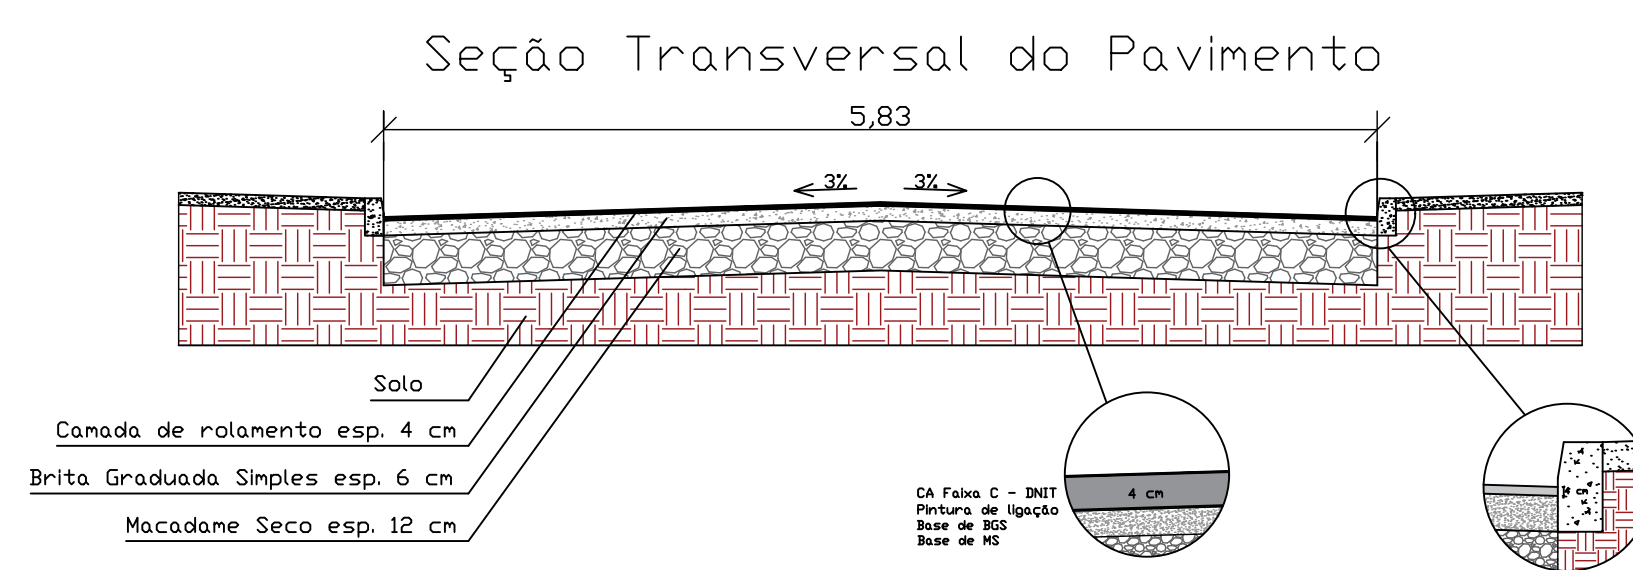 Seção Transversal do Pavimento
5,83
3%
3%
Solo
Camada de rolamento esp. 4 cm
Brita Graduada Simples esp. 6 cm
Macadame Seco esp. 12 cm
CA Faixa C - DNIT
Pintura de ligação
Base de BGS
Base de MS
4 cm
cm